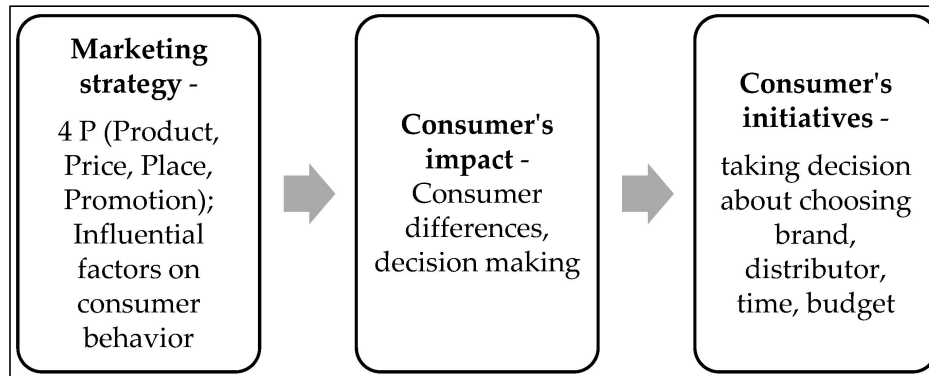 Marketing
strategy -
4 P (Product,
Price, Place,
Promotion);
Influential
factors on
consumer
behavior
Consumer's
impact -
Consumer
differences,
decision making
Consumer's
initiatives -
taking decision
about choosing
brand,
distributor,
time, budget